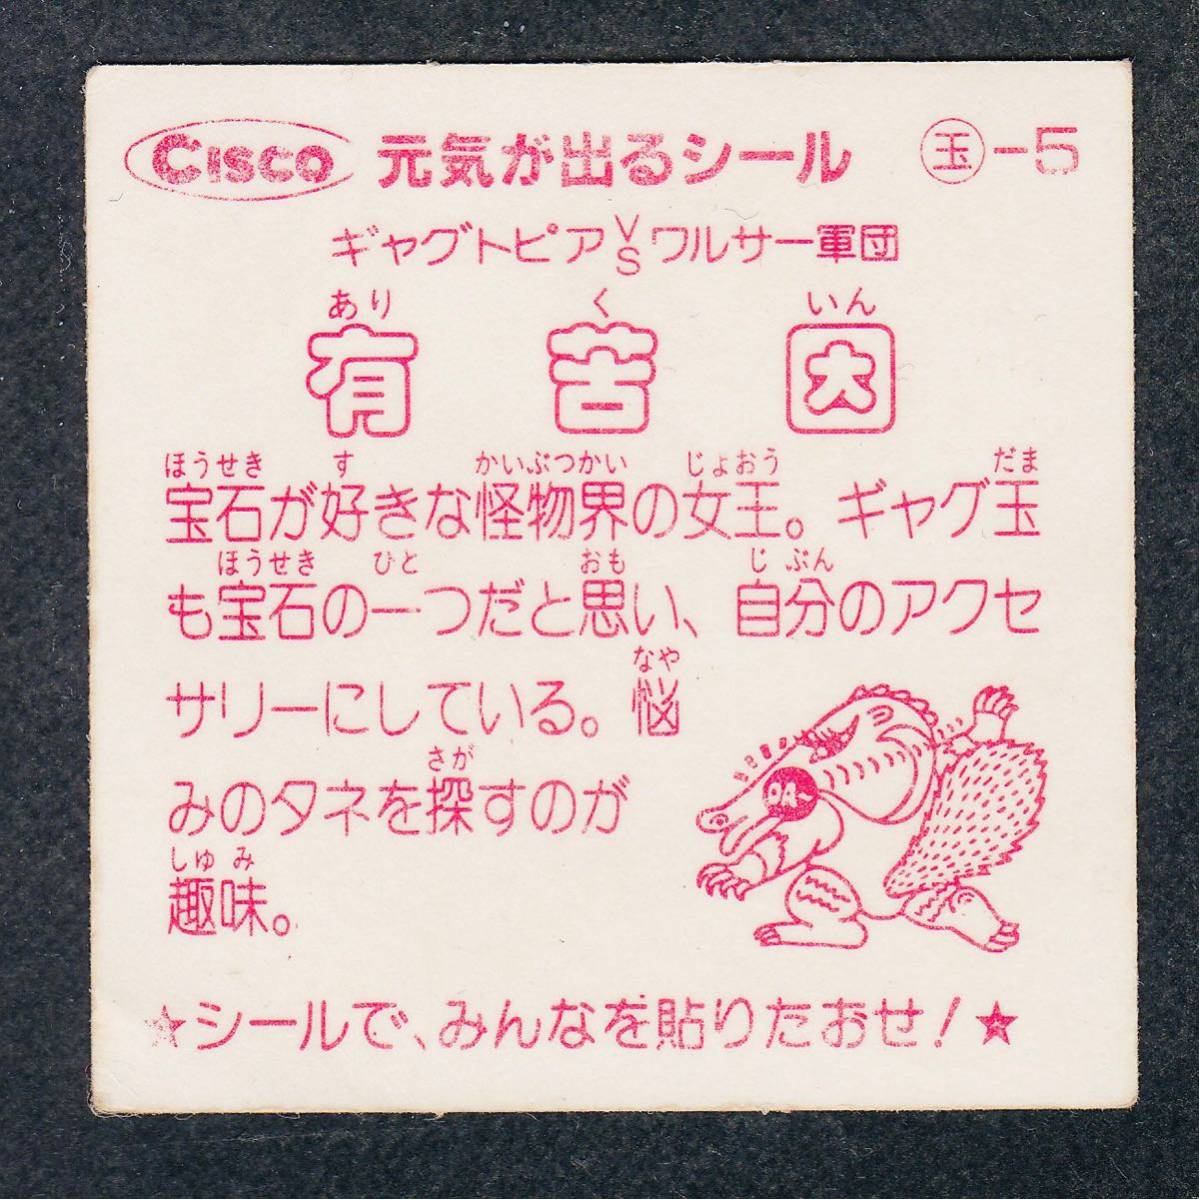 CISCO 元気が出るシール 玉-5
ギャグトピアVSワルサー軍団
あり く いん
有苦因
ほうせき す かいぶつかい じょおう だま
宝石が好きな怪物界の女王。ギャグ玉
ほうせき ひと おも じぶん
も宝石の一つだと思い、自分のアクセ
なや
サリーにしている。悩
さが
みのタネを探すのが
しゅみ
趣味。
★シールで、みんなを貼りたおせ!★